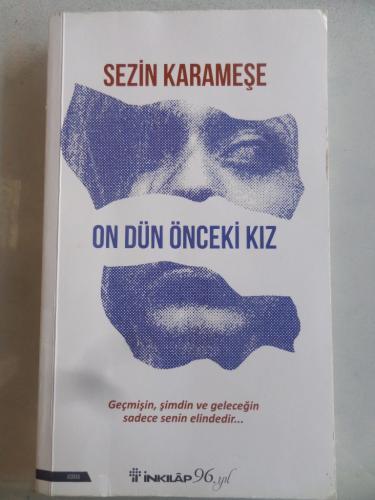 SEZİN KARAMEŞE
ON DÜN ÖNCEKİ KIZ
Geçmişin, şimdin ve geleceğin
sadece senin elindedir...
İNKILÂP 96.yıl